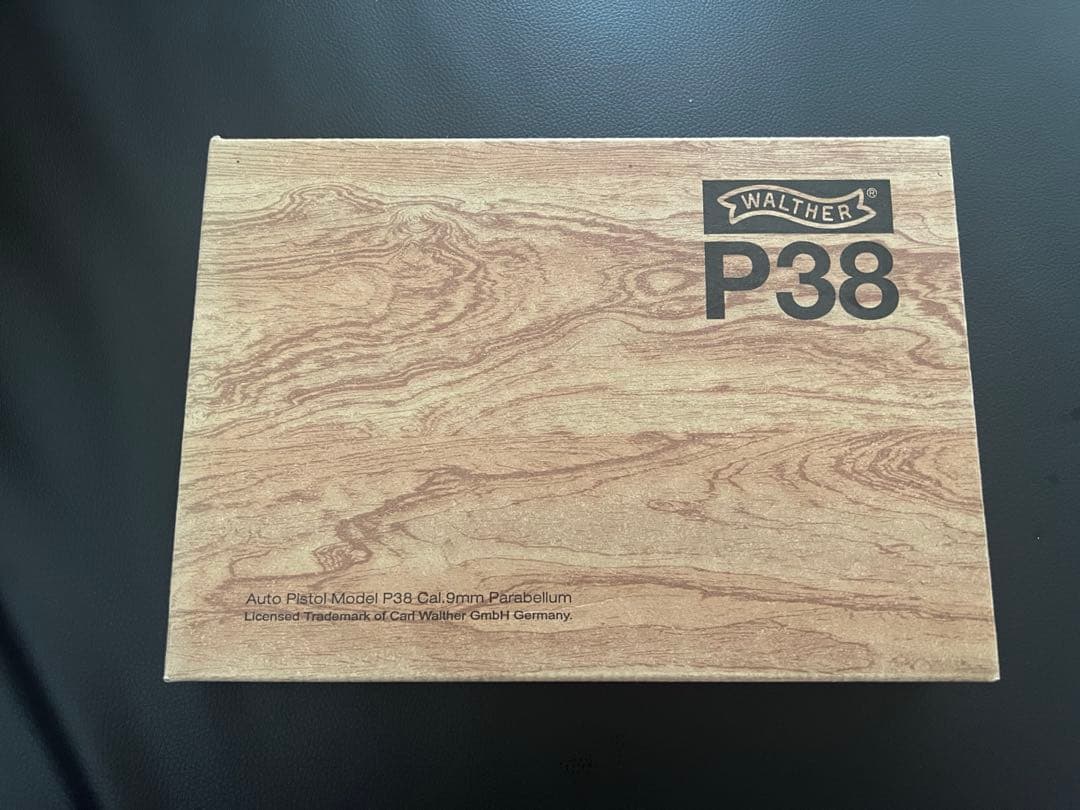 WALTHER®
P38
Auto Pistol Model P38 Cal.9mm Parabellum
Licensed Trademark of Carl Walther GmbH Germany.